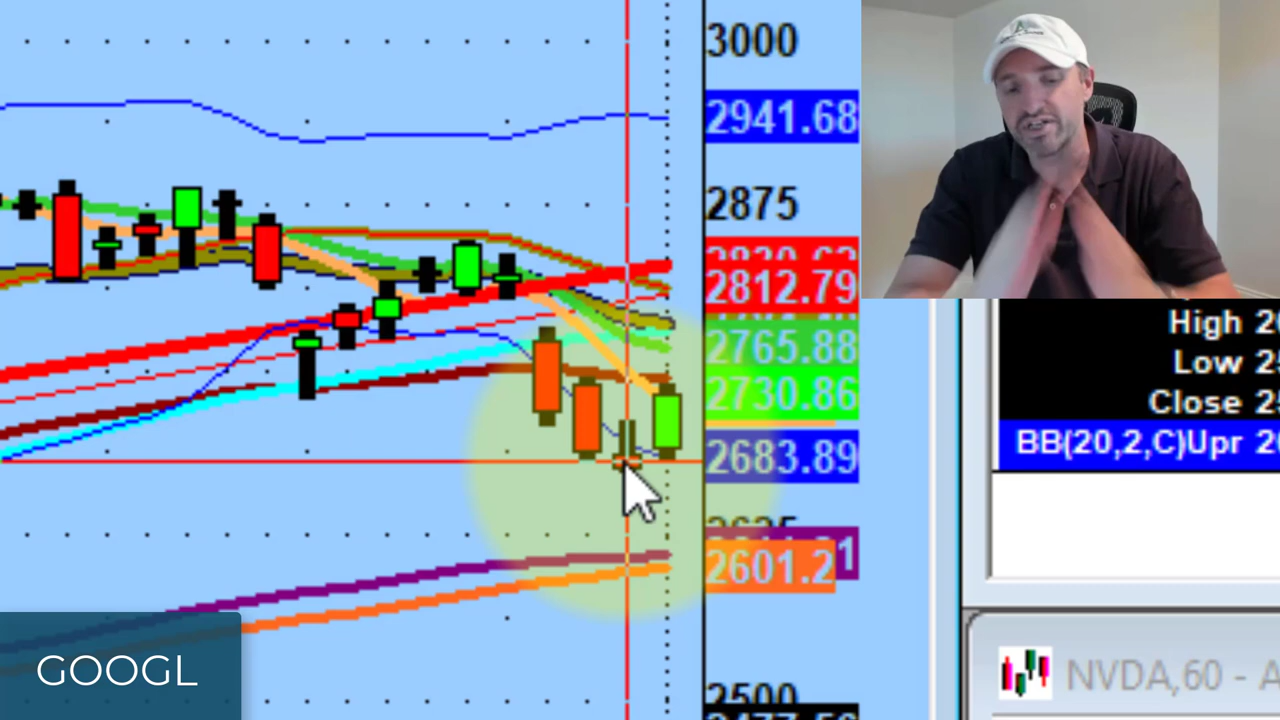 3000
2941.68
2875
2812.79
2765.88
2730.86
2683.89
2601.2
2500
High
Low
Close
BB(20,2,C)Upr
NVDA,60 -
GOOGL